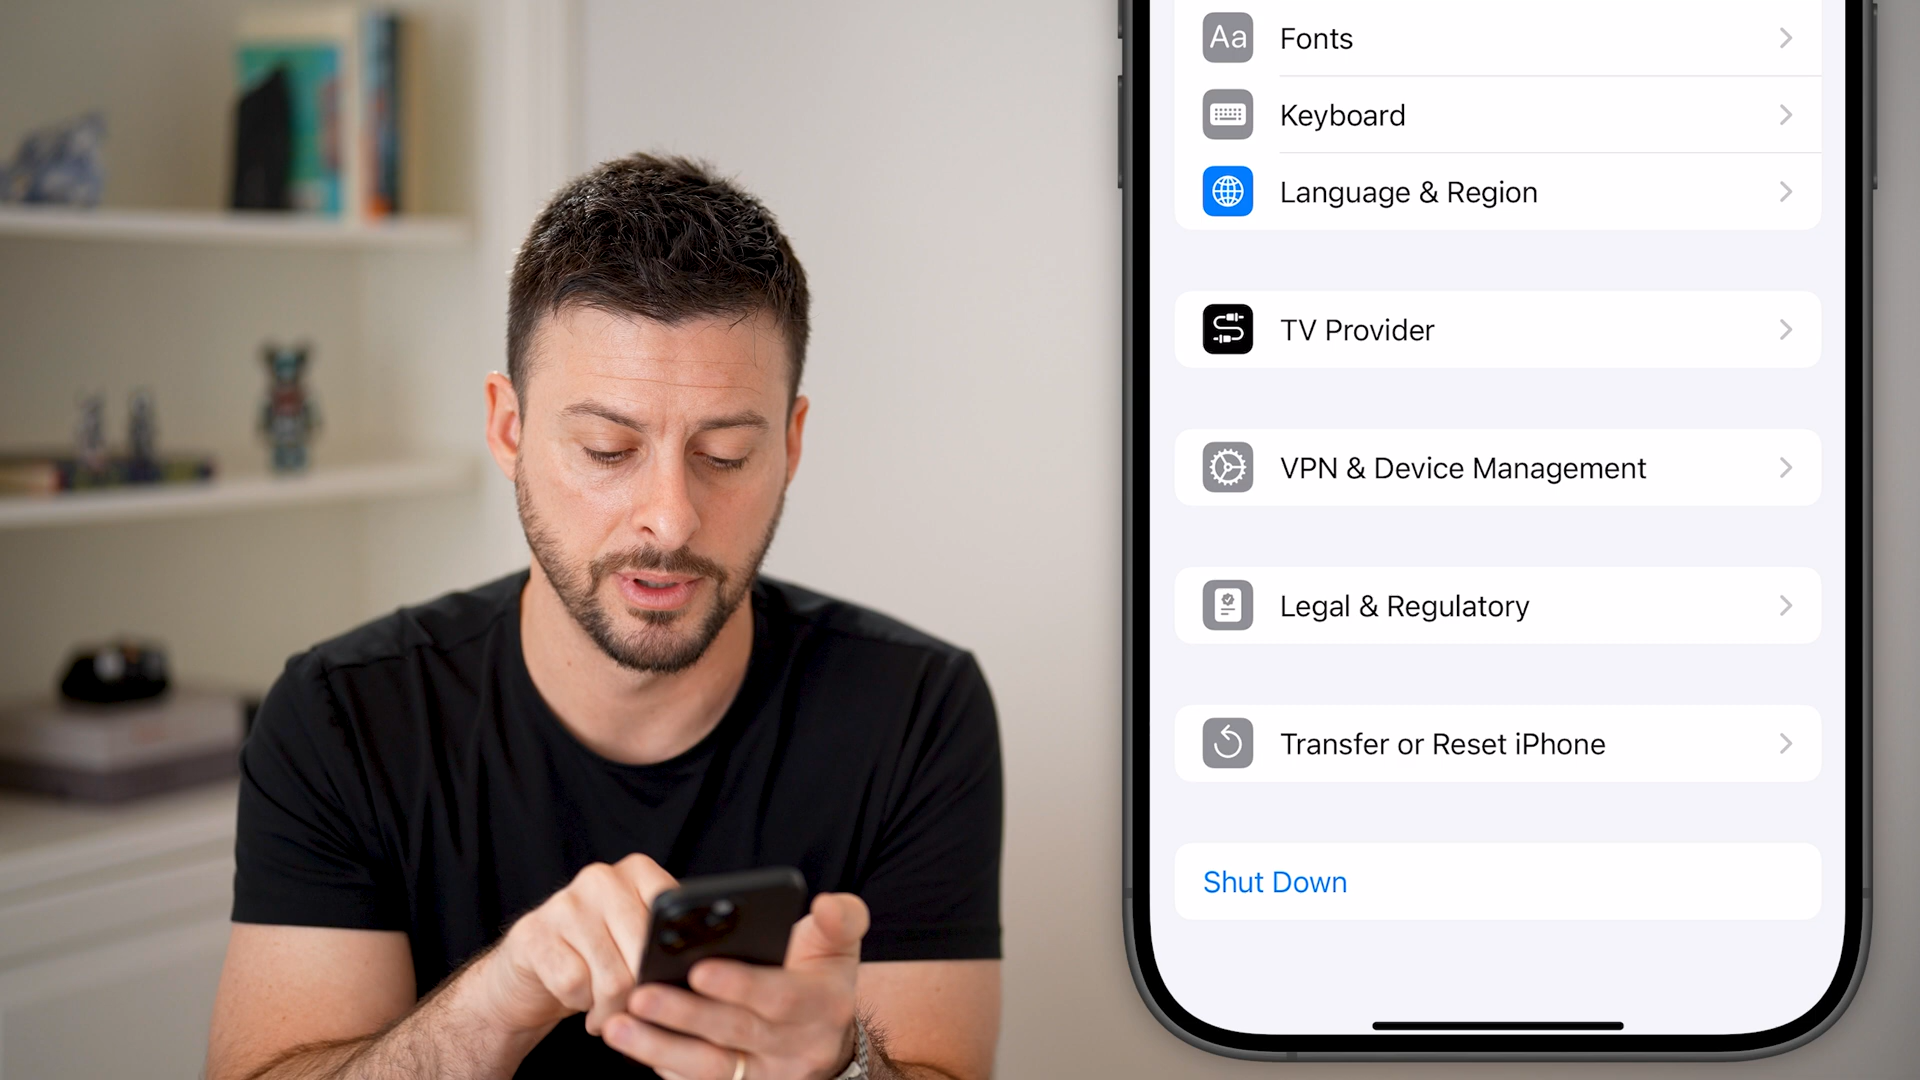 Aa Fonts
Keyboard
Language & Region
TV Provider
VPN & Device Management
Legal & Regulatory
Transfer or Reset iPhone
Shut Down